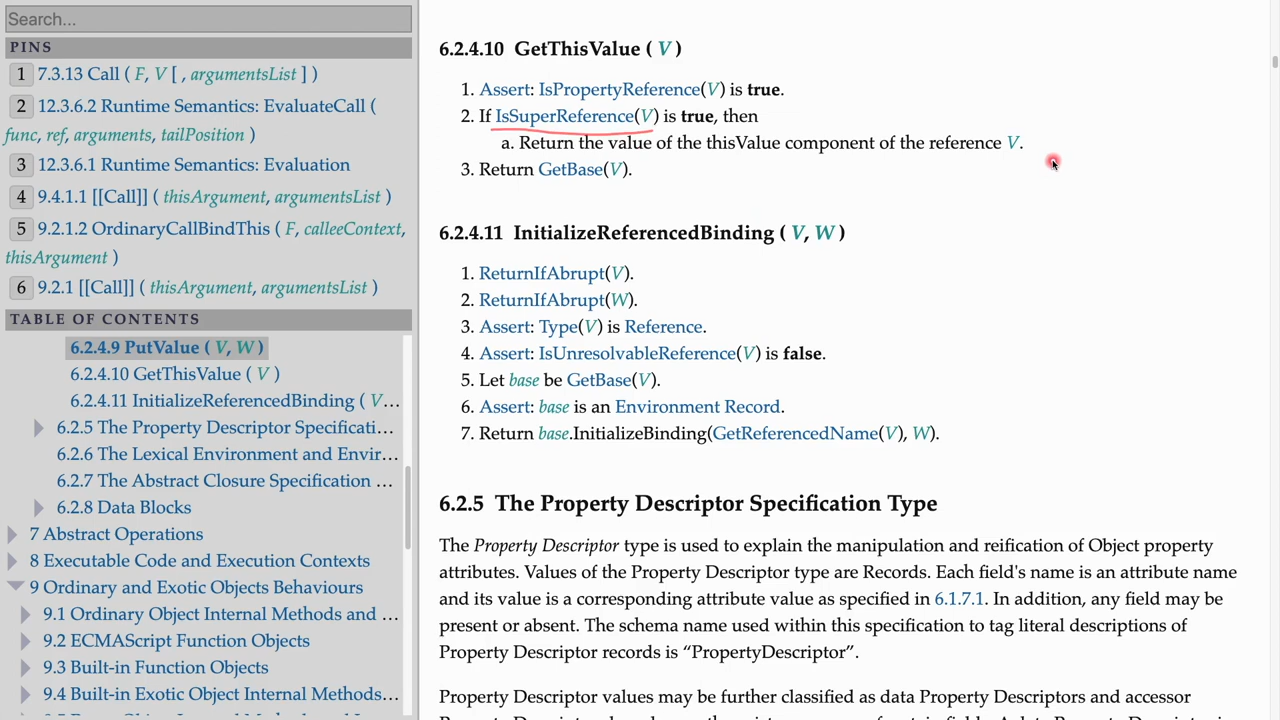 Search...
PINS
1 7.3.13 Call ( F, V [ , argumentsList ] )
2 12.3.6.2 Runtime Semantics: EvaluateCall (
func, ref, arguments, tailPosition )
3 12.3.6.1 Runtime Semantics: Evaluation
4 9.4.1.1 [[Call]] ( thisArgument, argumentsList )
5 9.2.1.2 OrdinaryCallBindThis ( F, calleeContext,
thisArgument )
6 9.2.1 [[Call]] ( thisArgument, argumentsList )
TABLE OF CONTENTS
6.2.4.9 PutValue ( V, W )
6.2.4.10 GetThisValue ( V )
6.2.4.11 InitializeReferencedBinding ( V...
6.2.5 The Property Descriptor Specificati...
6.2.6 The Lexical Environment and Envir...
6.2.7 The Abstract Closure Specification ...
6.2.8 Data Blocks
7 Abstract Operations
8 Executable Code and Execution Contexts
9 Ordinary and Exotic Objects Behaviours
9.1 Ordinary Object Internal Methods and ...
9.2 ECMAScript Function Objects
9.3 Built-in Function Objects
9.4 Built-in Exotic Object Internal Methods...
6.2.4.10 GetThisValue ( V )
1. Assert: IsPropertyReference(V) is true.
2. If IsSuperReference(V) is true, then
a. Return the value of the thisValue component of the reference V.
3. Return GetBase(V).
6.2.4.11 InitializeReferencedBinding ( V, W )
1. ReturnIfAbrupt(V).
2. ReturnIfAbrupt(W).
3. Assert: Type(V) is Reference.
4. Assert: IsUnresolvableReference(V) is false.
5. Let base be GetBase(V).
6. Assert: base is an Environment Record.
7. Return base.InitializeBinding(GetReferencedName(V), W).
6.2.5 The Property Descriptor Specification Type
The Property Descriptor type is used to explain the manipulation and reification of Object property
attributes. Values of the Property Descriptor type are Records. Each field's name is an attribute name
and its value is a corresponding attribute value as specified in 6.1.7.1. In addition, any field may be
present or absent. The schema name used within this specification to tag literal descriptions of
Property Descriptor records is “PropertyDescriptor”.
Property Descriptor values may be further classified as data Property Descriptors and accessor